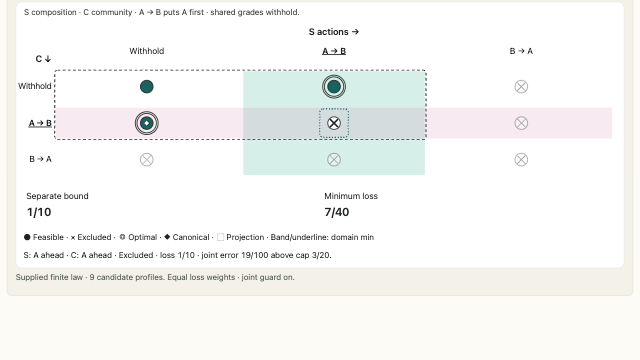 S composition · C community · A → B puts A first · shared grades withhold.
S actions →
Withhold A → B B → A
C ↓
Withhold
A → B
B → A
Separate bound Minimum loss
1/10 7/40
● Feasible · × Excluded · ◎ Optimal · ◆ Canonical · □ Projection · Band/underline: domain min
S: A ahead · C: A ahead · Excluded · loss 1/10 · joint error 19/100 above cap 3/20.
Supplied finite law · 9 candidate profiles. Equal loss weights · joint guard on.